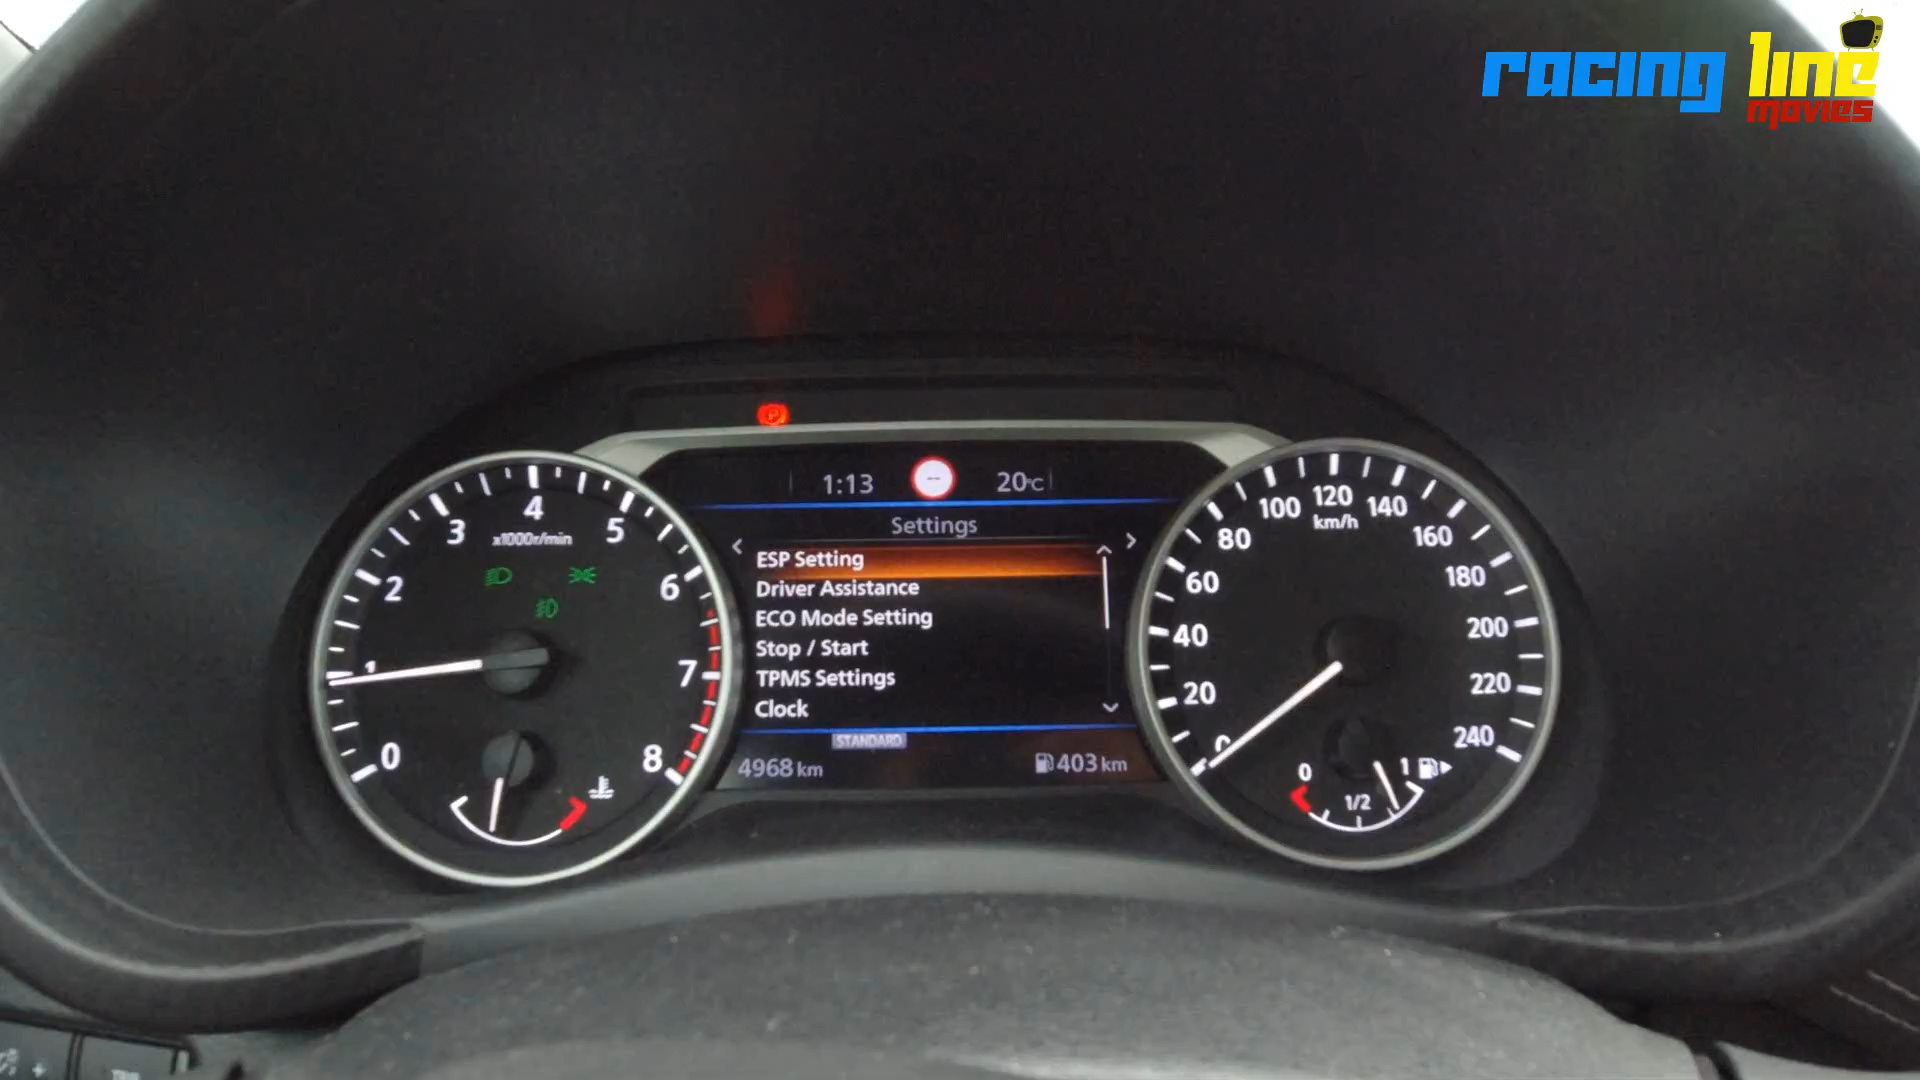 racing line
movies
1:13 -- 20°C
Settings
ESP Setting
Driver Assistance
ECO Mode Setting
Stop / Start
TPMS Settings
Clock
STANDARD
4968 km
403 km
0 1 2 3 4 5 6 7 8
x1000r/min
0 20 40 60 80 100 120 140 160 180 200 220 240
km/h
0 1/2 1